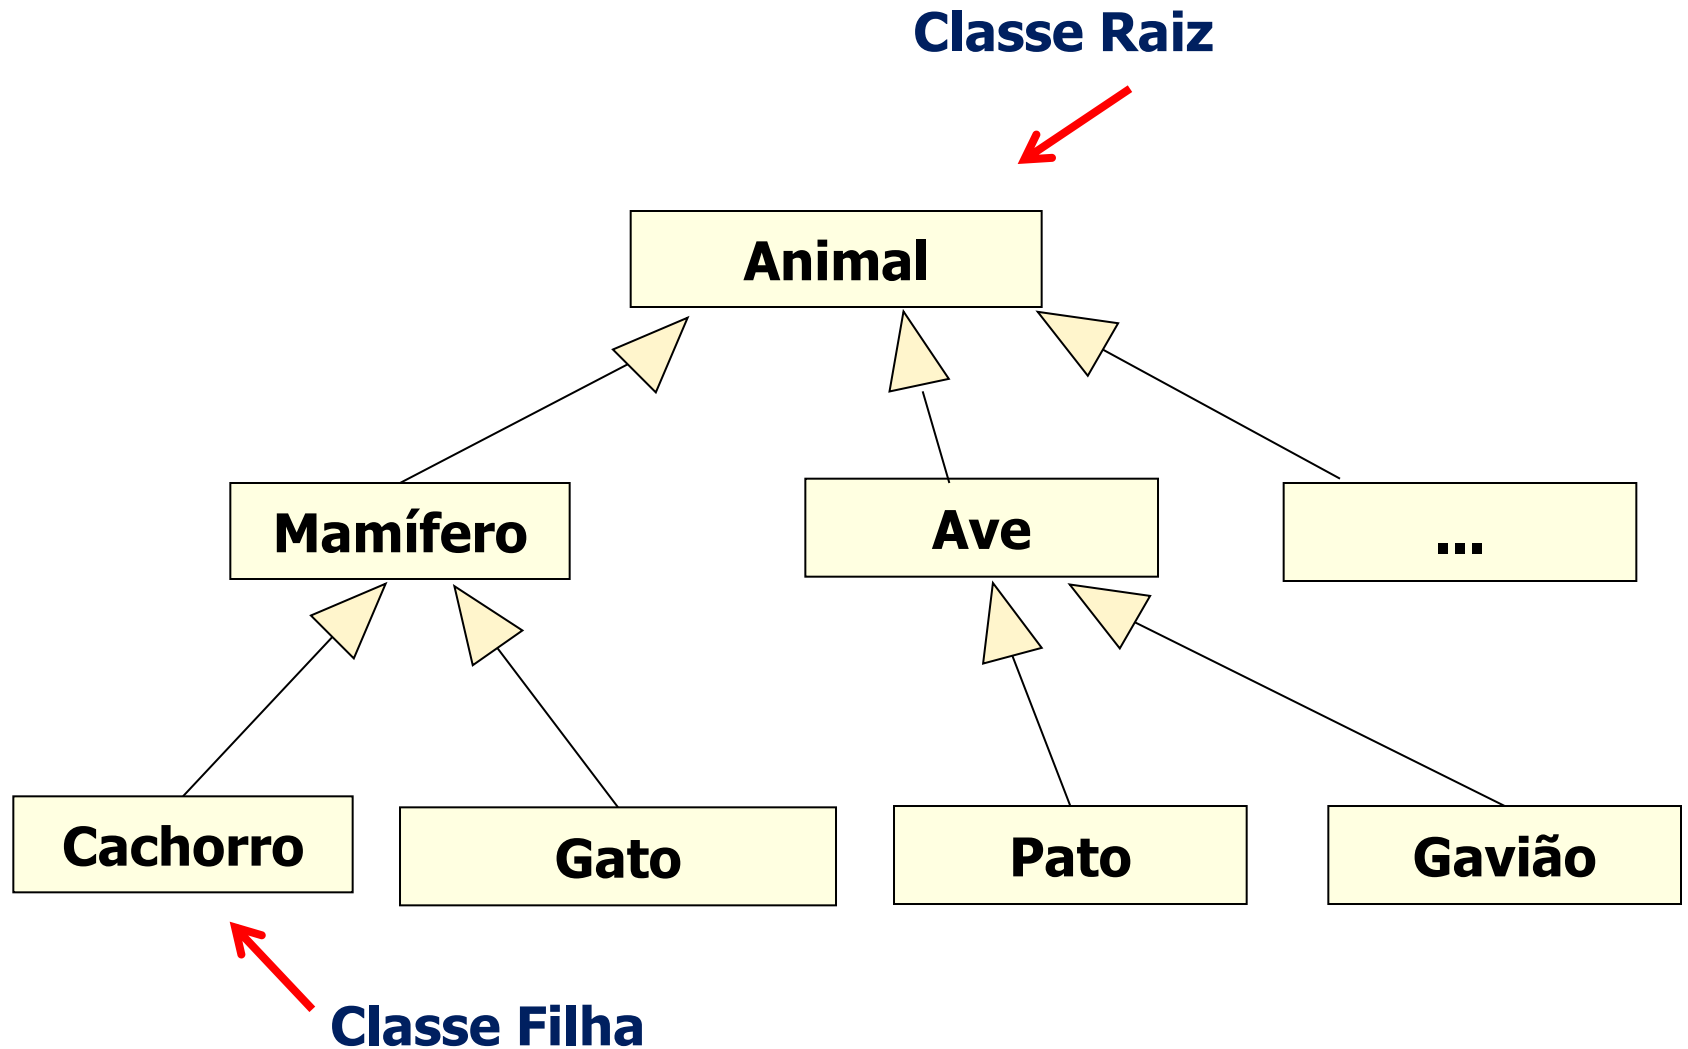 Classe Raiz
Animal
Mamífero
Ave
...
Cachorro
Gato
Pato
Gavião
Classe Filha